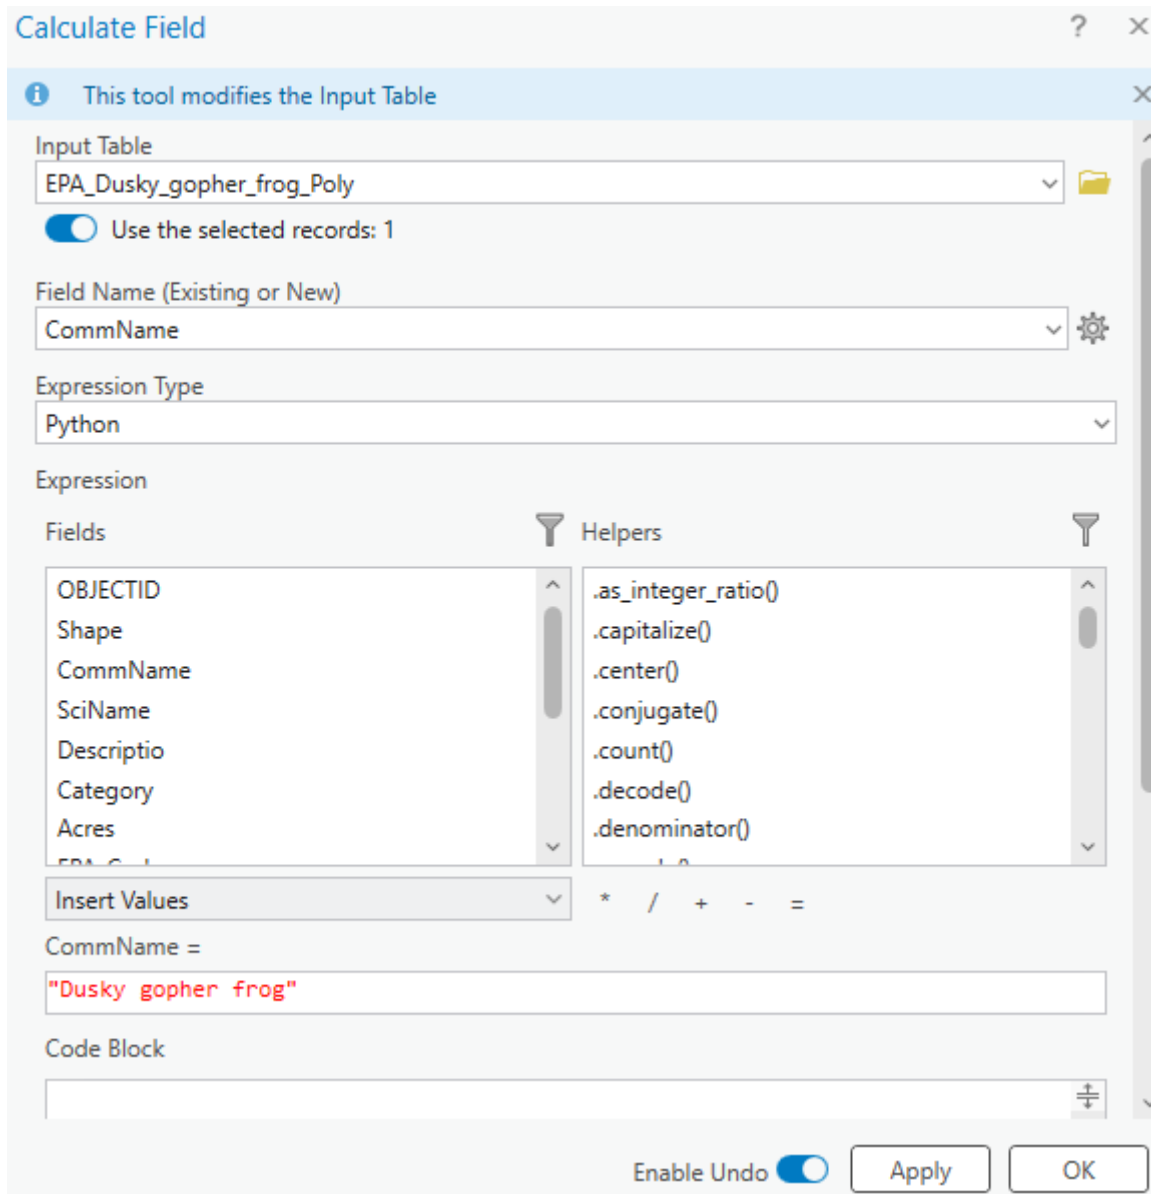 Calculate Field ?
This tool modifies the Input Table
Input Table
EPA_Dusky_gopher_frog_Poly
Use the selected records: 1
Field Name (Existing or New)
CommName
Expression Type
Python
Expression
Fields
Helpers
OBJECTID
Shape
CommName
SciName
Descriptio
Category
Acres
.as_integer_ratio()
.capitalize()
.center()
.conjugate()
.count()
.decode()
.denominator()
Insert Values
* / + - =
CommName =
"Dusky gopher frog"
Code Block
Enable Undo
Apply
OK